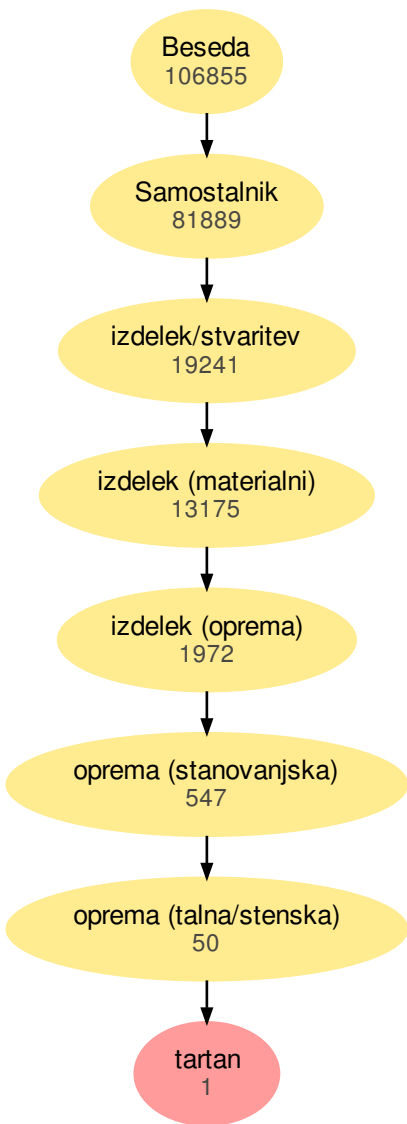 Beseda
106855
Samostalnik
81889
izdelek/stvaritev
19241
izdelek (materialni)
13175
izdelek (oprema)
1972
oprema (stanovanjska)
547
oprema (talna/stenska)
50
tartan
1